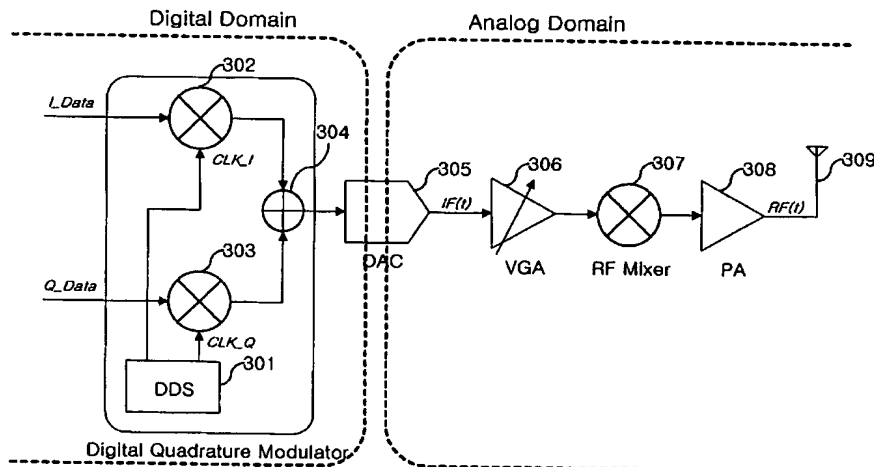 Digital Domain
Analog Domain
302
I_Data
CLK_I
304
305
306
307
308
309
IF(t)
RF(t)
DAC
VGA
RF Mixer
PA
303
Q_Data
CLK_Q
301
DDS
Digital Quadrature Modulator